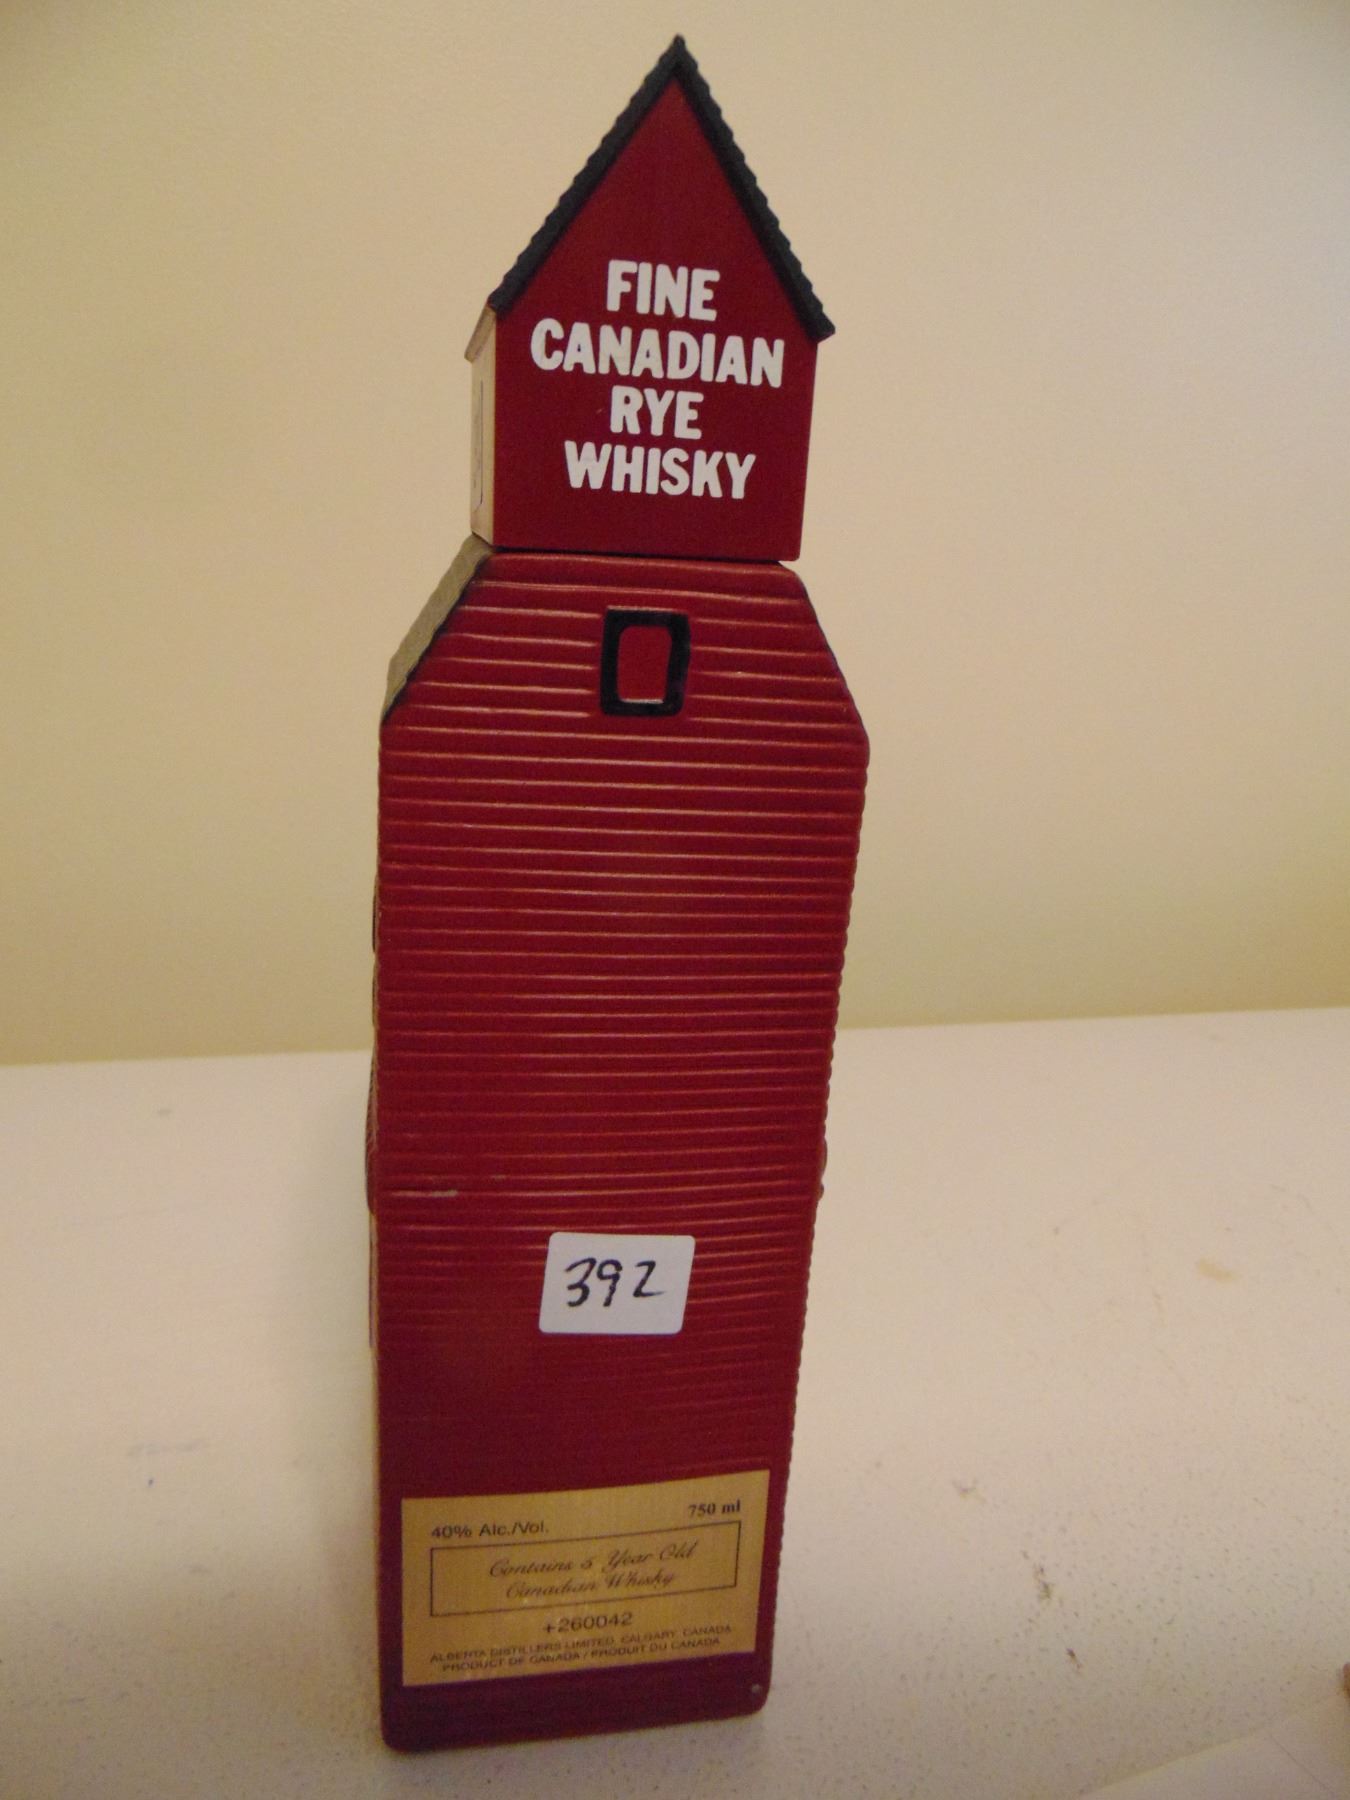 FINE
CANADIAN
RYE
WHISKY
392
40% Alc./Vol. 750 ml
Contains 5 Year Old
Canadian Whisky
+260042
ALBERTA DISTILLERS LIMITED, CALGARY, CANADA
PRODUCT OF CANADA / PRODUIT DU CANADA